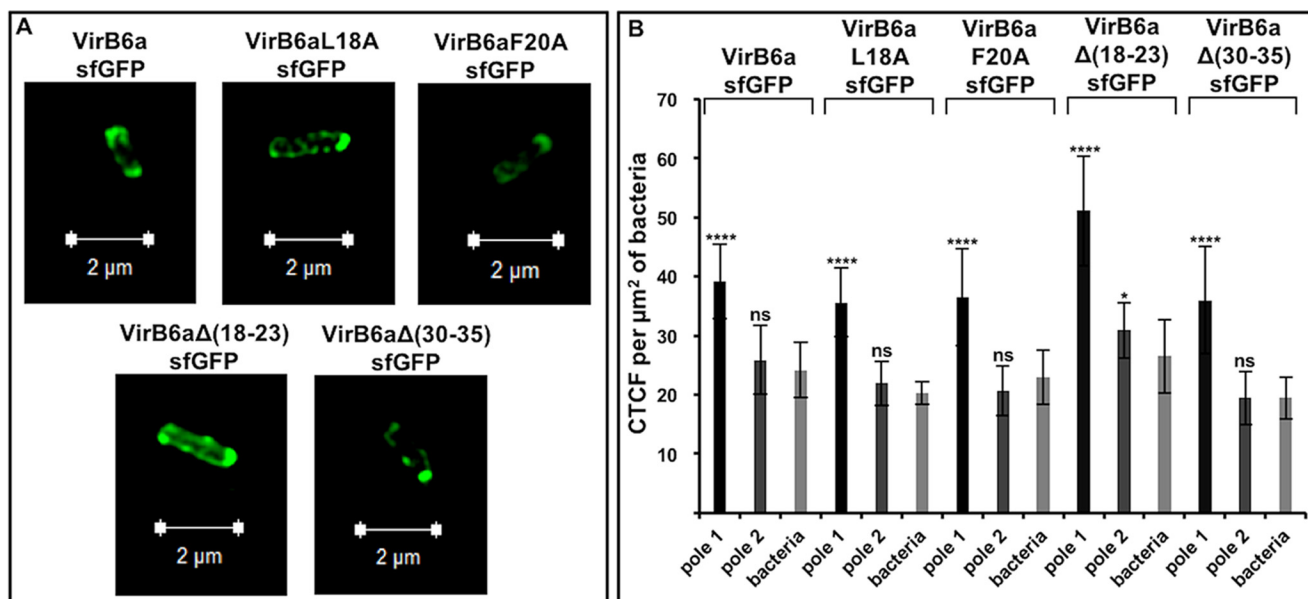 A
VirB6a
sfGFP
VirB6aL18A
sfGFP
VirB6aF20A
sfGFP
2 µm
2 µm
2 µm
VirB6aΔ(18-23)
sfGFP
VirB6aΔ(30-35)
sfGFP
2 µm
2 µm
B
VirB6a
sfGFP
VirB6a
L18A
sfGFP
VirB6a
F20A
sfGFP
VirB6a
Δ(18-23)
sfGFP
VirB6a
Δ(30-35)
sfGFP
CTCF per µm² of bacteria
70
60
50
40
30
20
10
****
ns
****
ns
****
ns
****
*
****
ns
pole 1
pole 2
bacteria
pole 1
pole 2
bacteria
pole 1
pole 2
bacteria
pole 1
pole 2
bacteria
pole 1
pole 2
bacteria